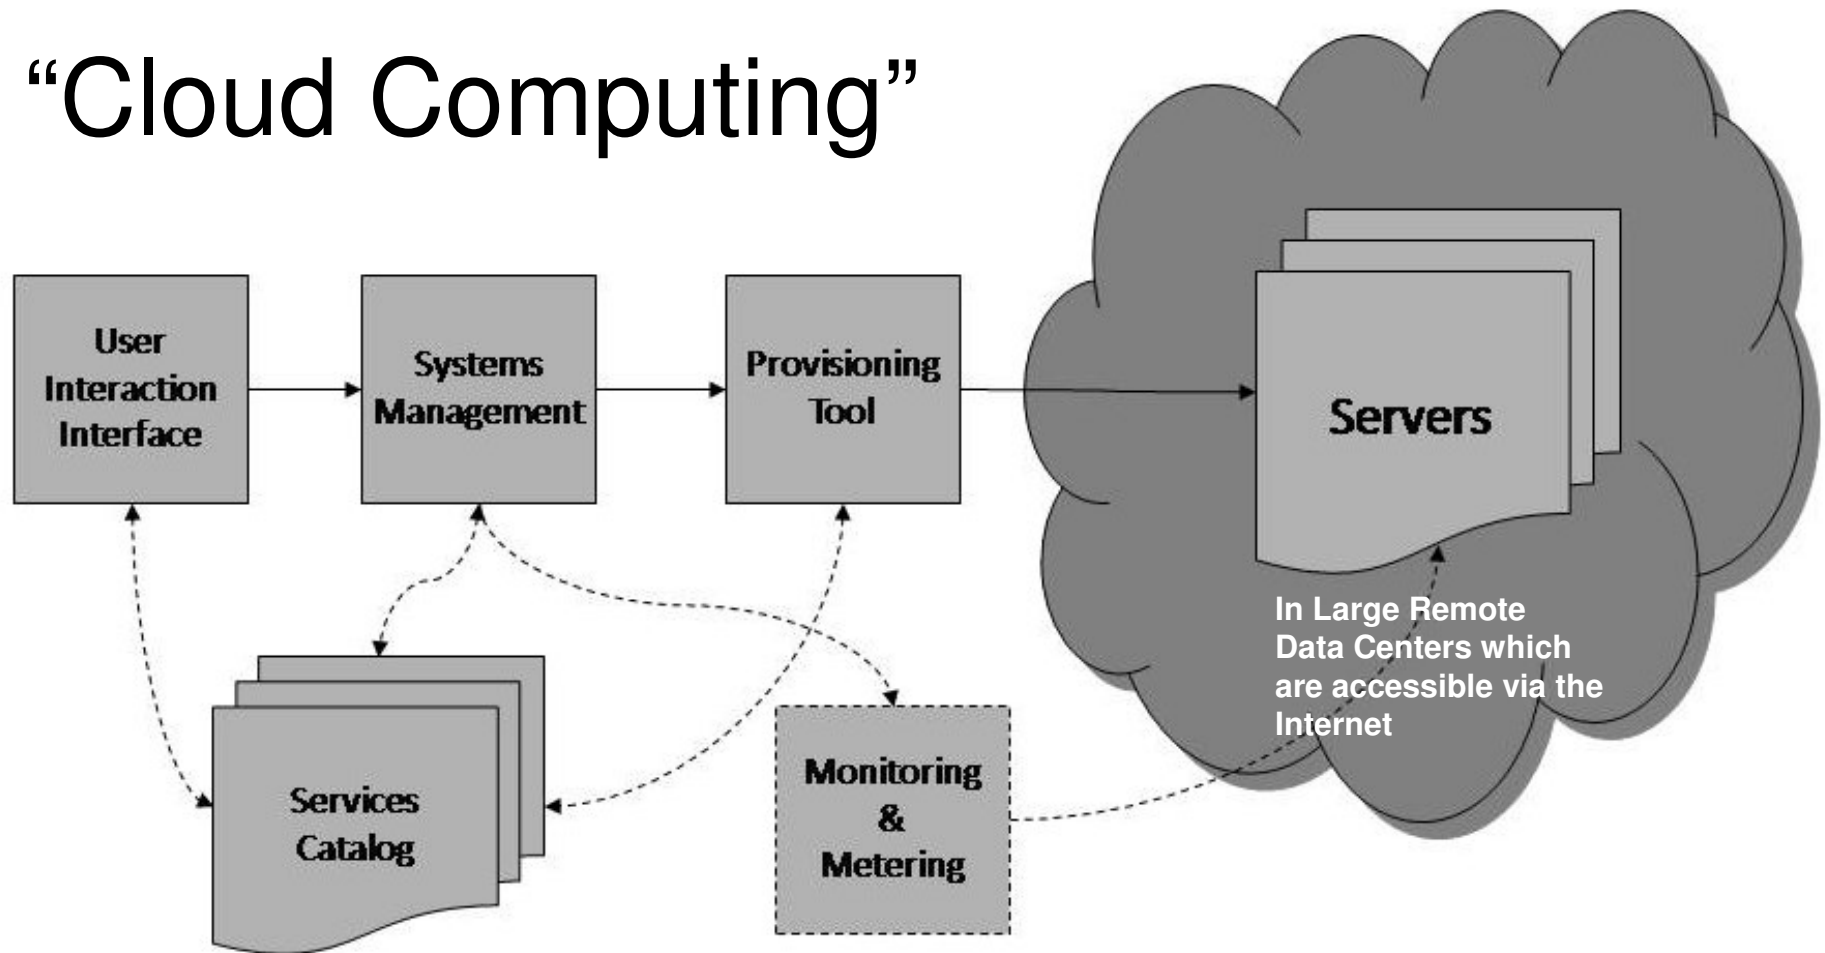 “Cloud Computing”
User
Interaction
Interface
Systems
Management
Provisioning
Tool
Servers
In Large Remote
Data Centers which
are accessible via the
Internet
Services
Catalog
Monitoring
&
Metering